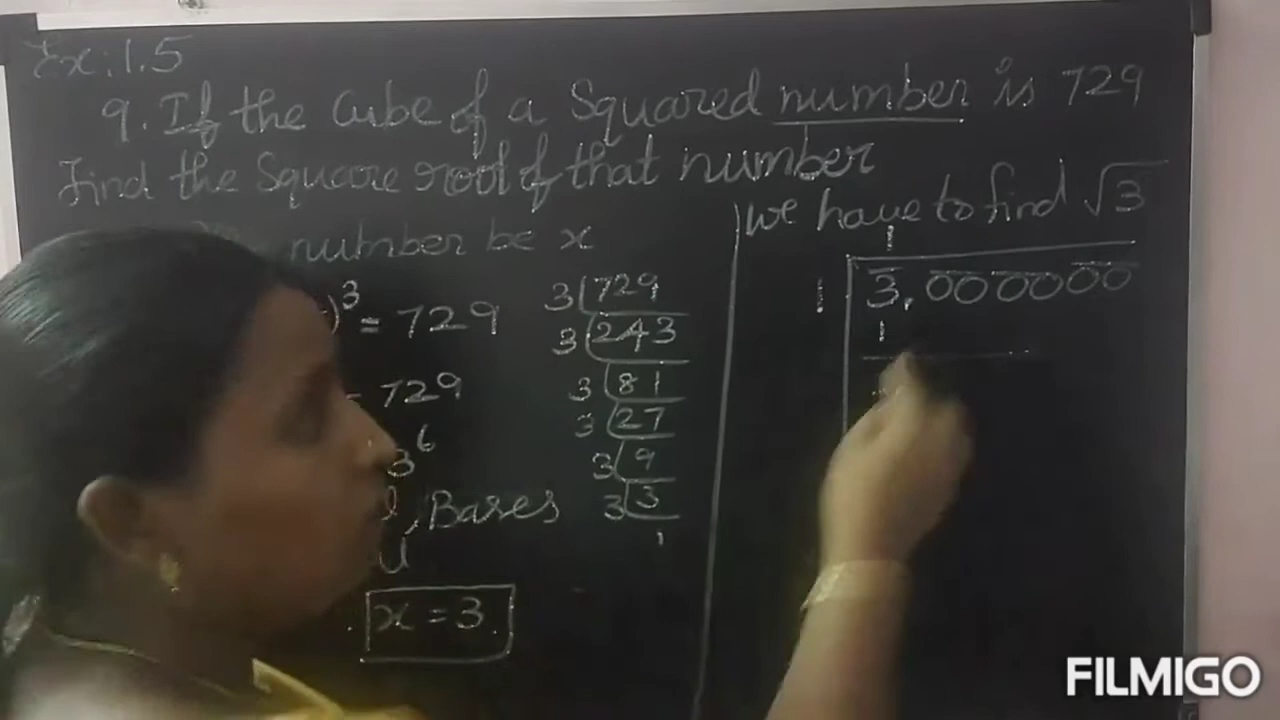 Ex:1.5
9. If the cube of a Squared number is 729
Find the Square root of that number
number be x
)³ = 729
= 729
3⁶
Bases
x = 3
3 729
3 243
3 81
3 27
3 9
3 3
1
we have to find √3
1
1 3.000000
1
FILMIGO